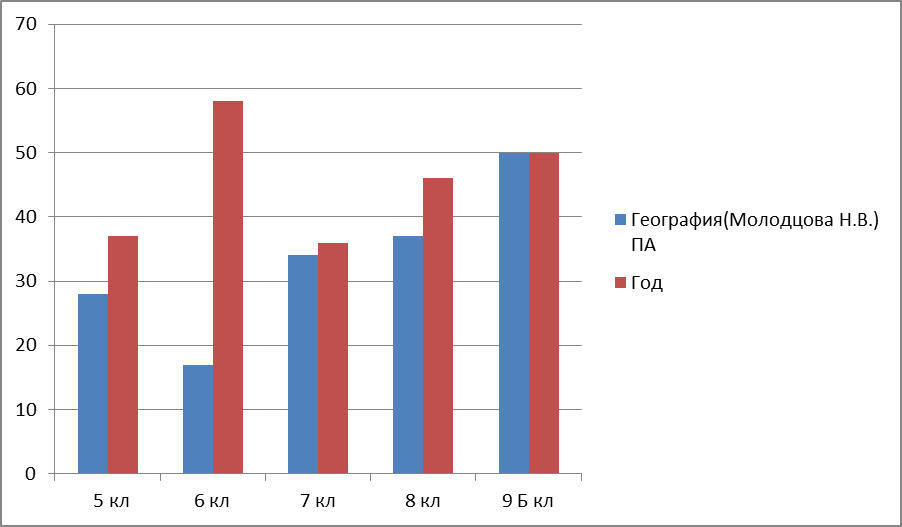 70
60
50
40
30
20
10
0
5 кл
6 кл
7 кл
8 кл
9 Б кл
География(Молодцова Н.В.)
ПА
Год